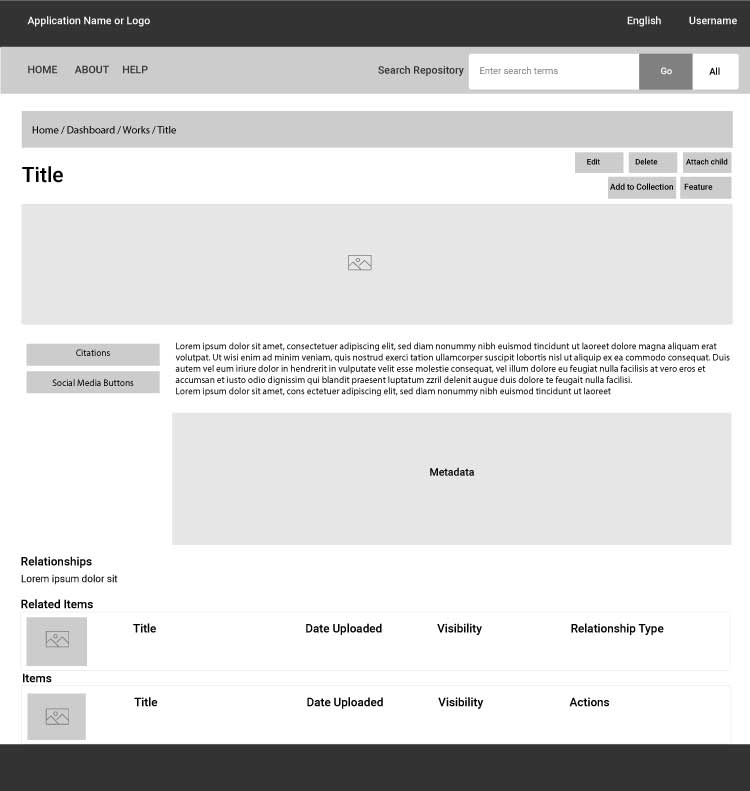 Application Name or Logo
English
Username
HOME
ABOUT
HELP
Search Repository
Enter search terms
Go
All
Home / Dashboard / Works / Title
Title
Edit
Delete
Attach child
Add to Collection
Feature
Citations
Social Media Buttons
Lorem ipsum dolor sit amet, consectetuer adipiscing elit, sed diam nonummy nibh euismod tincidunt ut laoreet dolore magna aliquam erat
volutpat. Ut wisi enim ad minim veniam, quis nostrud exerci tation ullamcorper suscipit lobortis nisl ut aliquip ex ea commodo consequat. Duis
autem vel eum iriure dolor in hendrerit in vulputate velit esse molestie consequat, vel illum dolore eu feugiat nulla facilisis at vero eros et
accumsan et iusto odio dignissim qui blandit praesent luptatum zzril delenit augue duis dolore te feugait nulla facilisi.
Lorem ipsum dolor sit amet, cons ectetuer adipiscing elit, sed diam nonummy nibh euismod tincidunt ut laoreet
Metadata
Relationships
Lorem ipsum dolor sit
Related Items
Title
Date Uploaded
Visibility
Relationship Type
Items
Title
Date Uploaded
Visibility
Actions